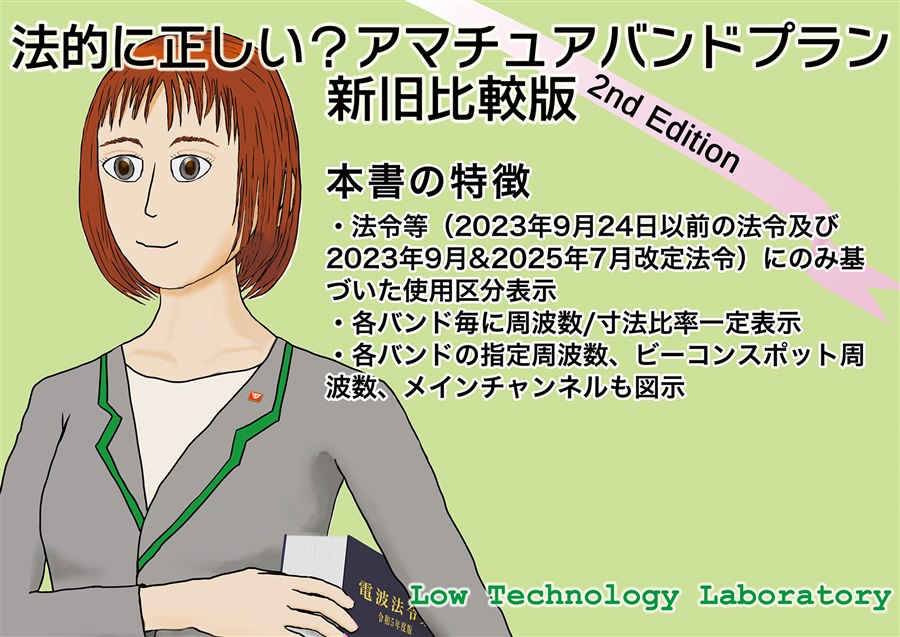 法的に正しい？アマチュアバンドプラン
新旧比較版
2nd Edition
本書の特徴
・法令等（2023年9月24日以前の法令及び
2023年9月&2025年7月改定法令）にのみ基
づいた使用区分表示
・各バンド毎に周波数/寸法比率一定表示
・各バンドの指定周波数、ビーコンスポット周
波数、メインチャンネルも図示
電波法令
令和5年度版
Low Technology Laboratory